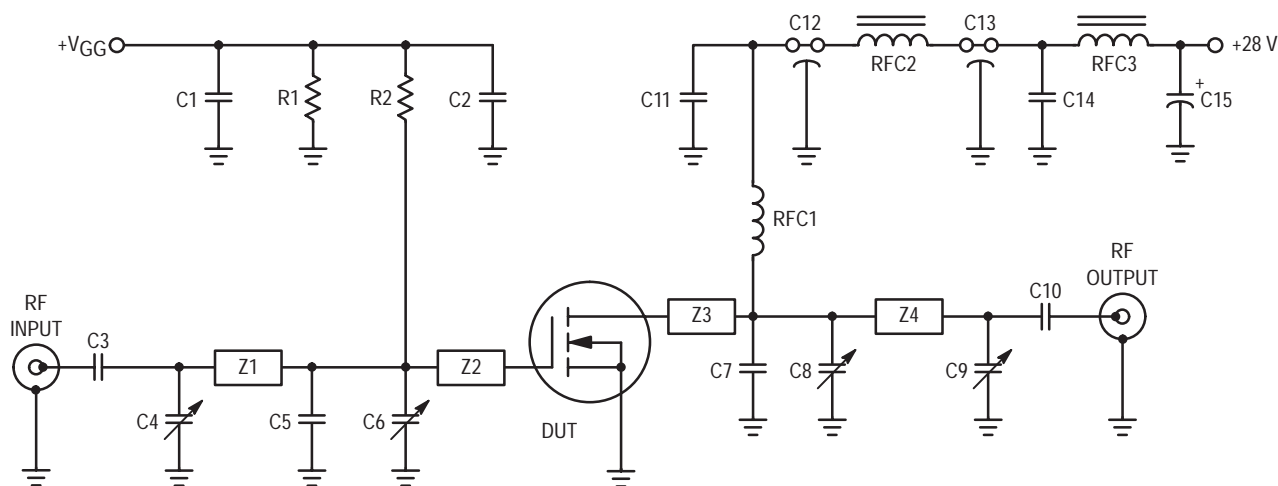 +VGG
C1
R1
R2
C2
C11
C12
RFC2
C13
C14
RFC3
+
C15
+28 V
RFC1
RF
INPUT
C3
Z1
C4
C5
C6
Z2
DUT
Z3
C7
C8
Z4
C9
C10
RF
OUTPUT